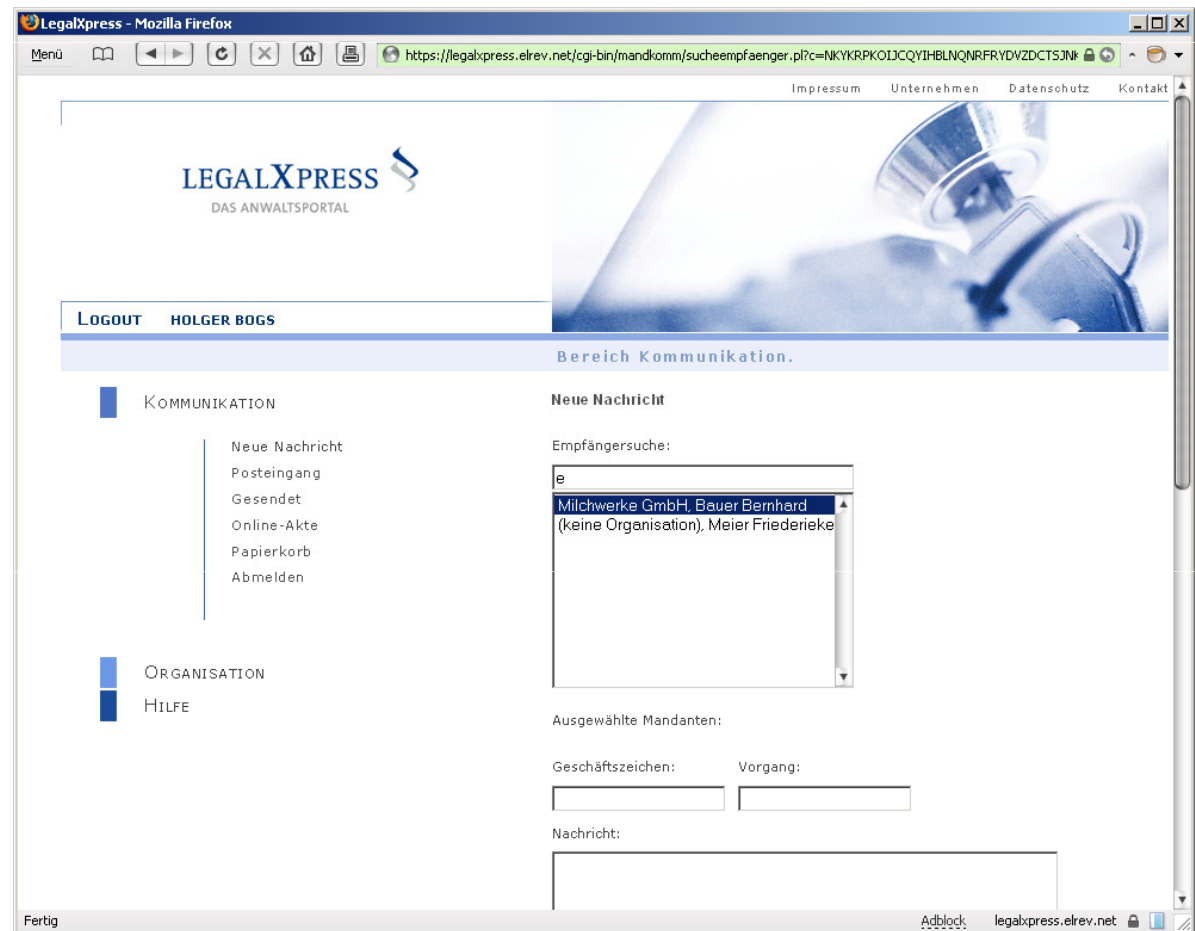 LegalXpress - Mozilla Firefox
Menü
https://legalxpress.elrev.net/cgi-bin/mandkomm/sucheempfaenger.pl?c=NKYKRPKOIJCQYIHBLNQNRFRYDVZDCTSJNK
Impressum Unternehmen Datenschutz Kontakt
LEGALXPRESS
DAS ANWALTSPORTAL
LOGOUT HOLGER BOGS
Bereich Kommunikation.
KOMMUNIKATION
Neue Nachricht
Posteingang
Gesendet
Online-Akte
Papierkorb
Abmelden
ORGANISATION
HILFE
Neue Nachricht
Empfängersuche:
e
Milchwerke GmbH, Bauer Bernhard
(keine Organisation), Meier Friederieke
Ausgewählte Mandanten:
Geschäftszeichen: Vorgang:
Nachricht:
Fertig
Adblock legalxpress.elrev.net